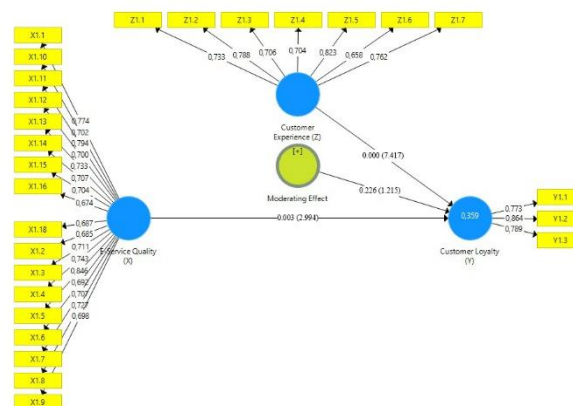 Z1.1
Z1.2
Z1.3
Z1.4
Z1.5
Z1.6
Z1.7
0,733
0,788
0,706
0,704
0,823
0,658
0,762
Customer
Experience (Z)
[+]
Moderating Effect
0.000 (7.417)
0.226 (1.215)
0.003 (2.994)
X1.1
X1.10
X1.11
X1.12
X1.13
X1.14
X1.15
X1.16
X1.18
X1.2
X1.3
X1.4
X1.5
X1.6
X1.7
X1.8
X1.9
0,774
0,702
0,794
0,700
0,733
0,707
0,704
0,674
0,687
0,685
0,711
0,743
0,846
0,692
0,707
0,727
0,698
E-Service Quality
(X)
0,359
Customer Loyalty
(Y)
0,773
0,864
0,789
Y1.1
Y1.2
Y1.3